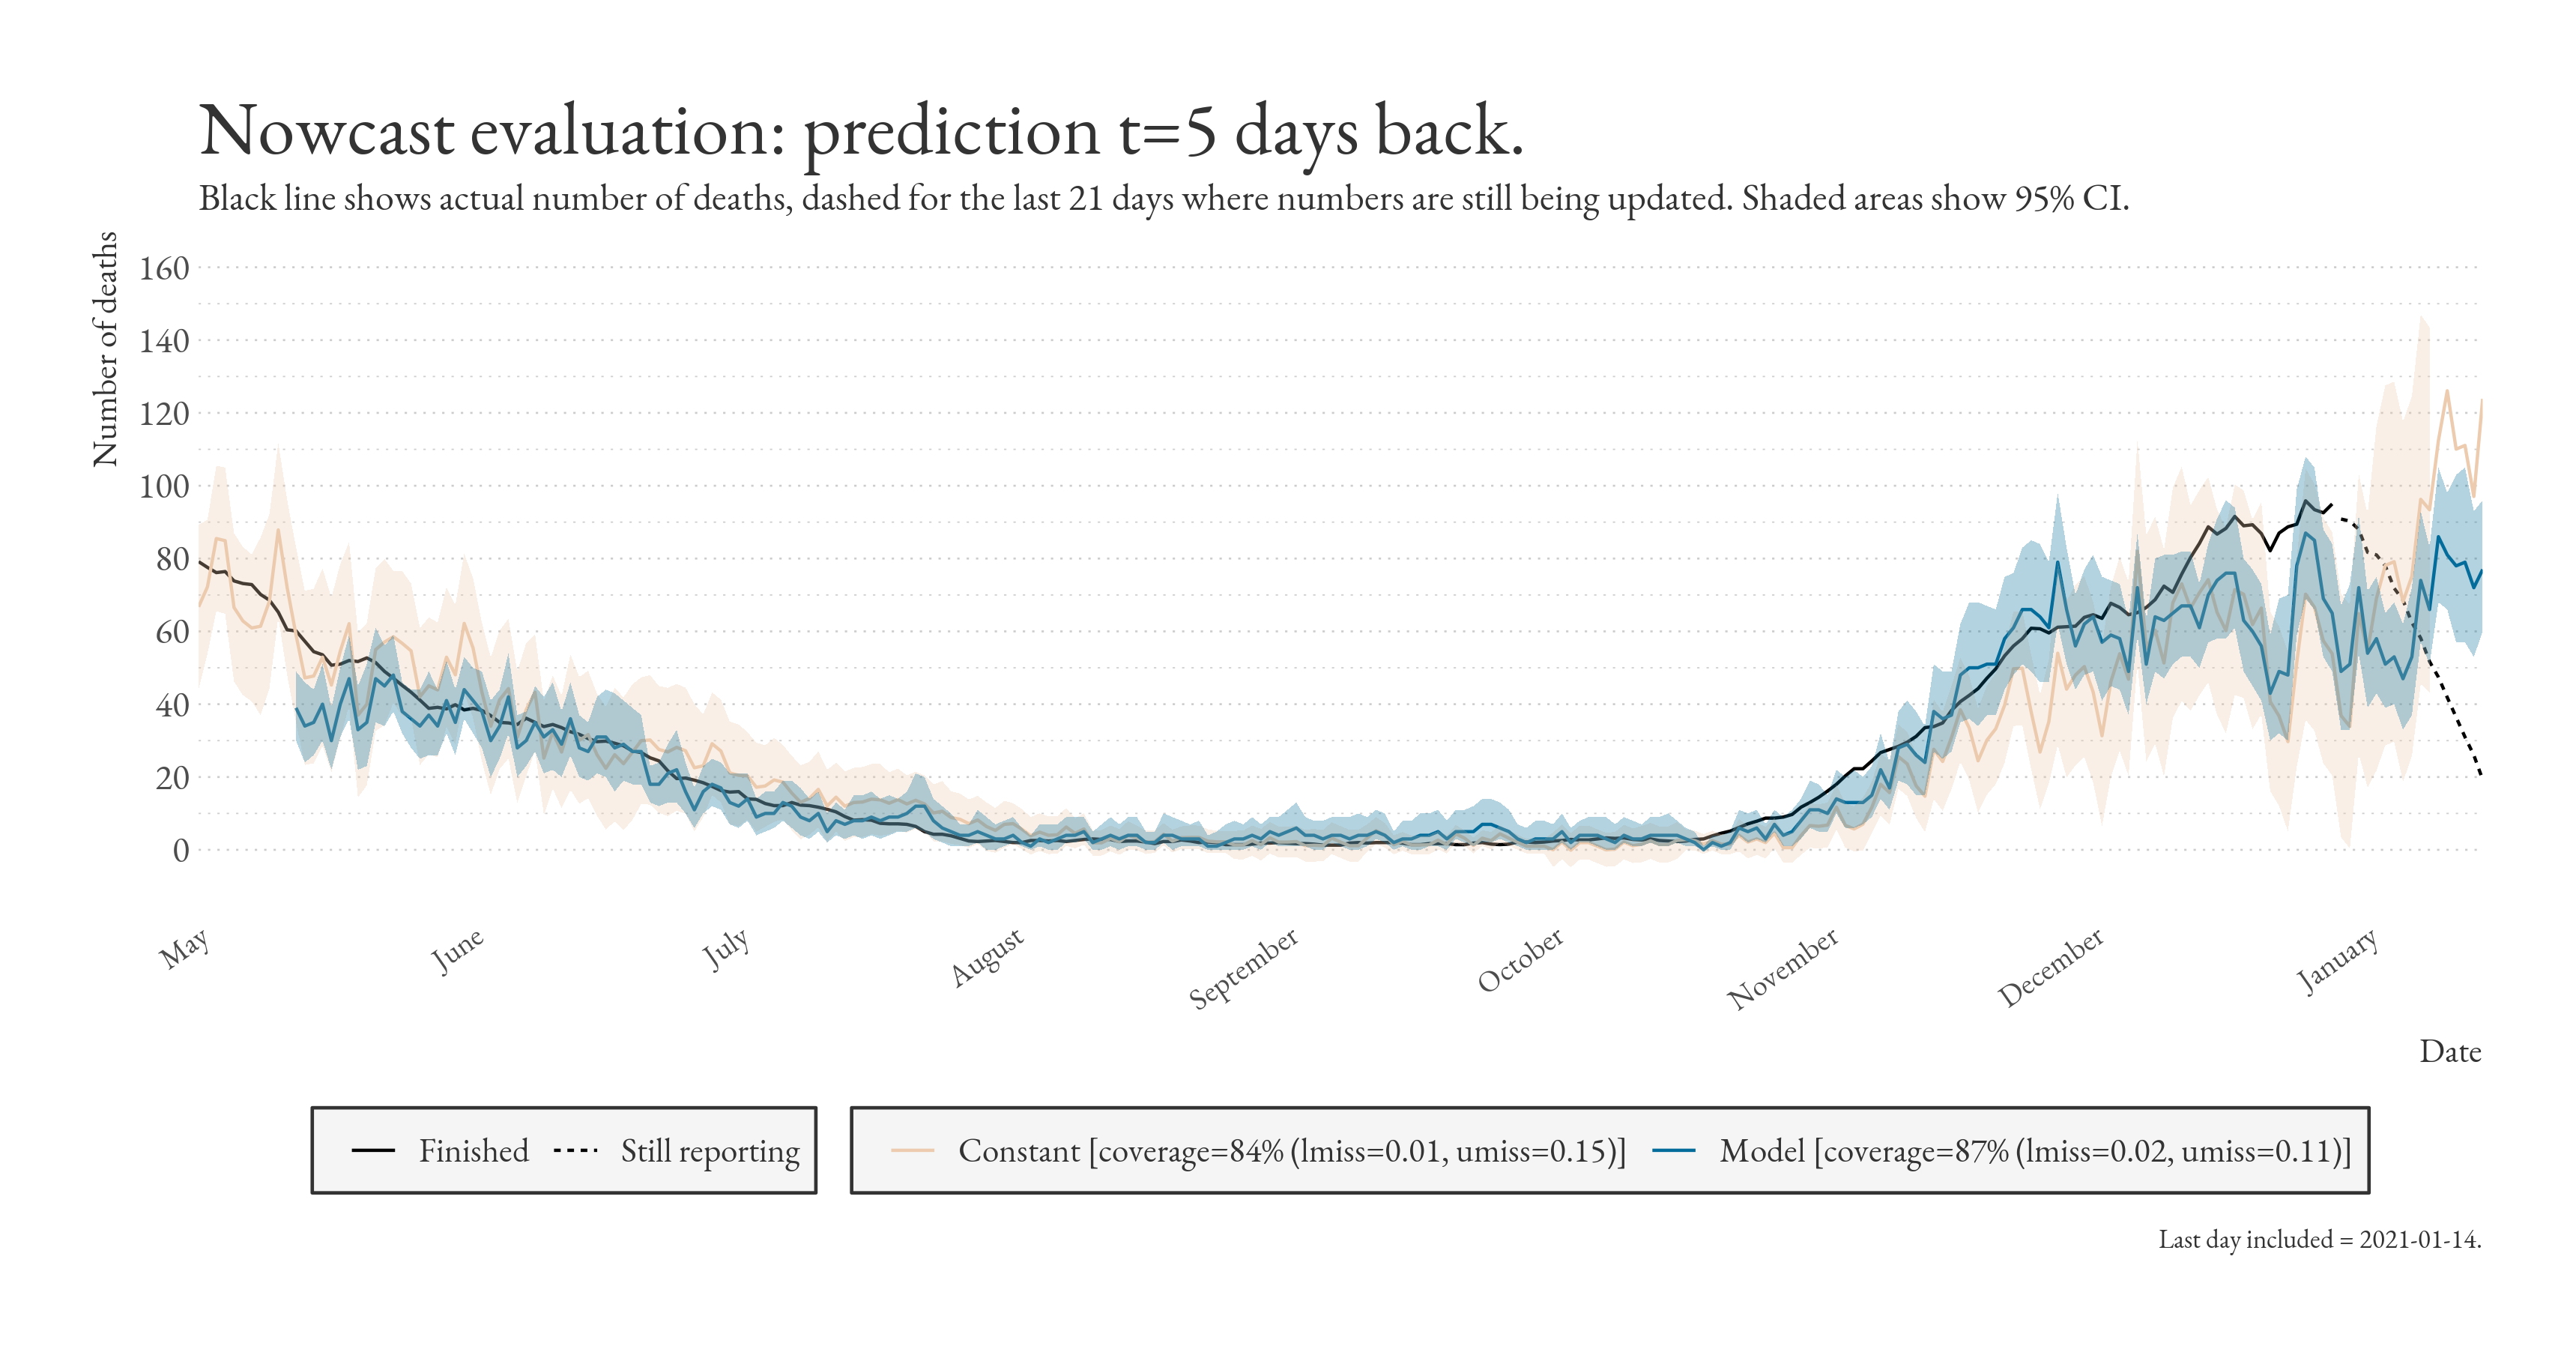 Nowcast evaluation: prediction t=5 days back.
Black line shows actual number of deaths, dashed for the last 21 days where numbers are still being updated. Shaded areas show 95% CI.
Number of deaths
160
140
120
100
80
60
40
20
0
May
June
July
August
September
October
November
December
January
Date
Finished
Still reporting
Constant [coverage=84% (lmiss=0.01, umiss=0.15)]
Model [coverage=87% (lmiss=0.02, umiss=0.11)]
Last day included = 2021-01-14.